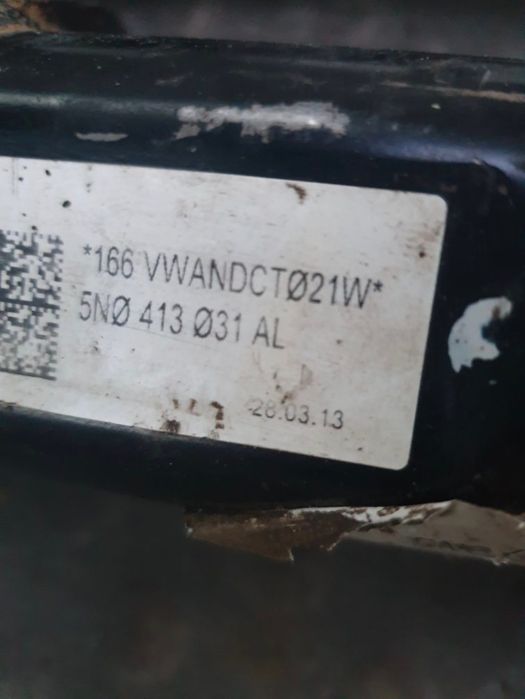 *166 VWANDCTØ21W*
5NØ 413 Ø31 AL
28.03.13